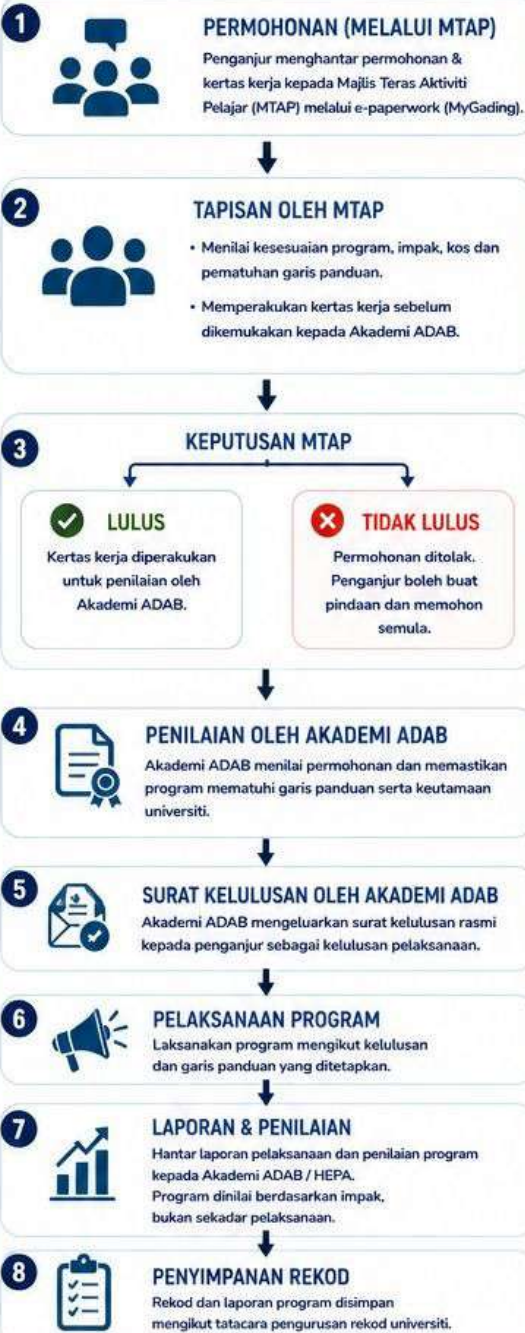 1
PERMOHONAN (MELALUI MTAP)
Penganjur menghantar permohonan &
kertas kerja kepada Majlis Teras Aktiviti
Pelajar (MTAP) melalui e-paperwork (MyGading).
2
TAPISAN OLEH MTAP
• Menilai kesesuaian program, impak, kos dan
pematuhan garis panduan.
• Memperakukan kertas kerja sebelum
dikemukakan kepada Akademi ADAB.
3
KEPUTUSAN MTAP
LULUS
Kertas kerja diperakukan
untuk penilaian oleh
Akademi ADAB.
TIDAK LULUS
Permohonan ditolak.
Penganjur boleh buat
pindaan dan memohon
semula.
4
PENILAIAN OLEH AKADEMI ADAB
Akademi ADAB menilai permohonan dan memastikan
program mematuhi garis panduan serta keutamaan
universiti.
5
SURAT KELULUSAN OLEH AKADEMI ADAB
Akademi ADAB mengeluarkan surat kelulusan rasmi
kepada penganjur sebagai kelulusan pelaksanaan.
6
PELAKSANAAN PROGRAM
Laksanakan program mengikut kelulusan
dan garis panduan yang ditetapkan.
7
LAPORAN & PENILAIAN
Hantar laporan pelaksanaan dan penilaian program
kepada Akademi ADAB / HEPA.
Program dinilai berdasarkan impak,
bukan sekadar pelaksanaan.
8
PENYIMPANAN REKOD
Rekod dan laporan program disimpan
mengikut tatacara pengurusan rekod universiti.